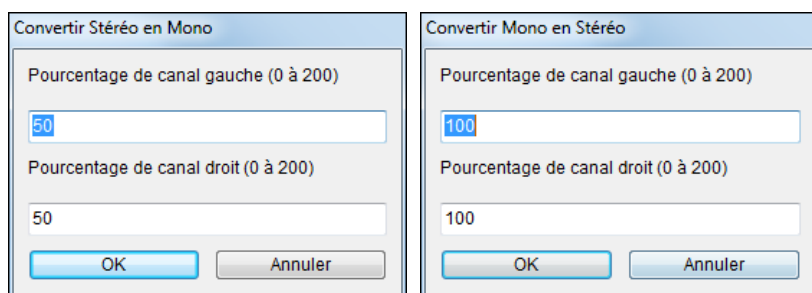 Convertir Stéréo en Mono
Pourcentage de canal gauche (0 à 200)
50
Pourcentage de canal droit (0 à 200)
50
OK
Annuler
Convertir Mono en Stéréo
Pourcentage de canal gauche (0 à 200)
100
Pourcentage de canal droit (0 à 200)
100
OK
Annuler